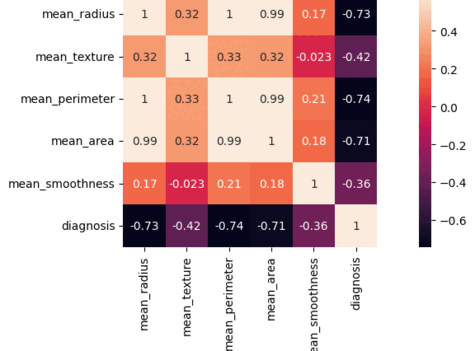 mean_radius 1 0.32 1 0.99 0.17 -0.73
mean_texture 0.32 1 0.33 0.32 -0.023 -0.42
mean_perimeter 1 0.33 1 0.99 0.21 -0.74
mean_area 0.99 0.32 0.99 1 0.18 -0.71
mean_smoothness 0.17 -0.023 0.21 0.18 1 -0.36
diagnosis -0.73 -0.42 -0.74 -0.71 -0.36 1
mean_radius
mean_texture
mean_perimeter
mean_area
ean_smoothness
diagnosis
0.4
0.2
0.0
−0.2
−0.4
−0.6